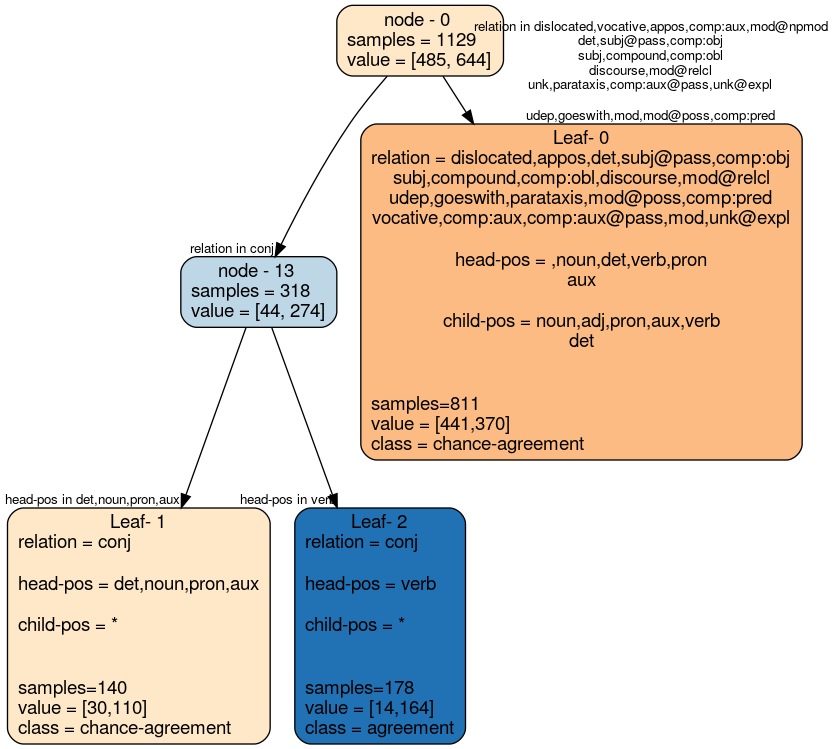 node - 0
samples = 1129
value = [485, 644]
relation in dislocated,vocative,appos,comp:aux,mod@npmod
det,subj@pass,comp:obj
subj,compound,comp:obl
discourse,mod@relcl
unk,parataxis,comp:aux@pass,unk@expl
udep,goeswith,mod,mod@poss,comp:pred
Leaf- 0
relation = dislocated,appos,det,subj@pass,comp:obj
subj,compound,comp:obl,discourse,mod@relcl
udep,goeswith,parataxis,mod@poss,comp:pred
vocative,comp:aux,comp:aux@pass,mod,unk@expl
head-pos = ,noun,det,verb,pron
aux
child-pos = noun,adj,pron,aux,verb
det
samples=811
value = [441,370]
class = chance-agreement
relation in conj
node - 13
samples = 318
value = [44, 274]
head-pos in det,noun,pron,aux
Leaf- 1
relation = conj
head-pos = det,noun,pron,aux
child-pos = *
samples=140
value = [30,110]
class = chance-agreement
head-pos in verb
Leaf- 2
relation = conj
head-pos = verb
child-pos = *
samples=178
value = [14,164]
class = agreement